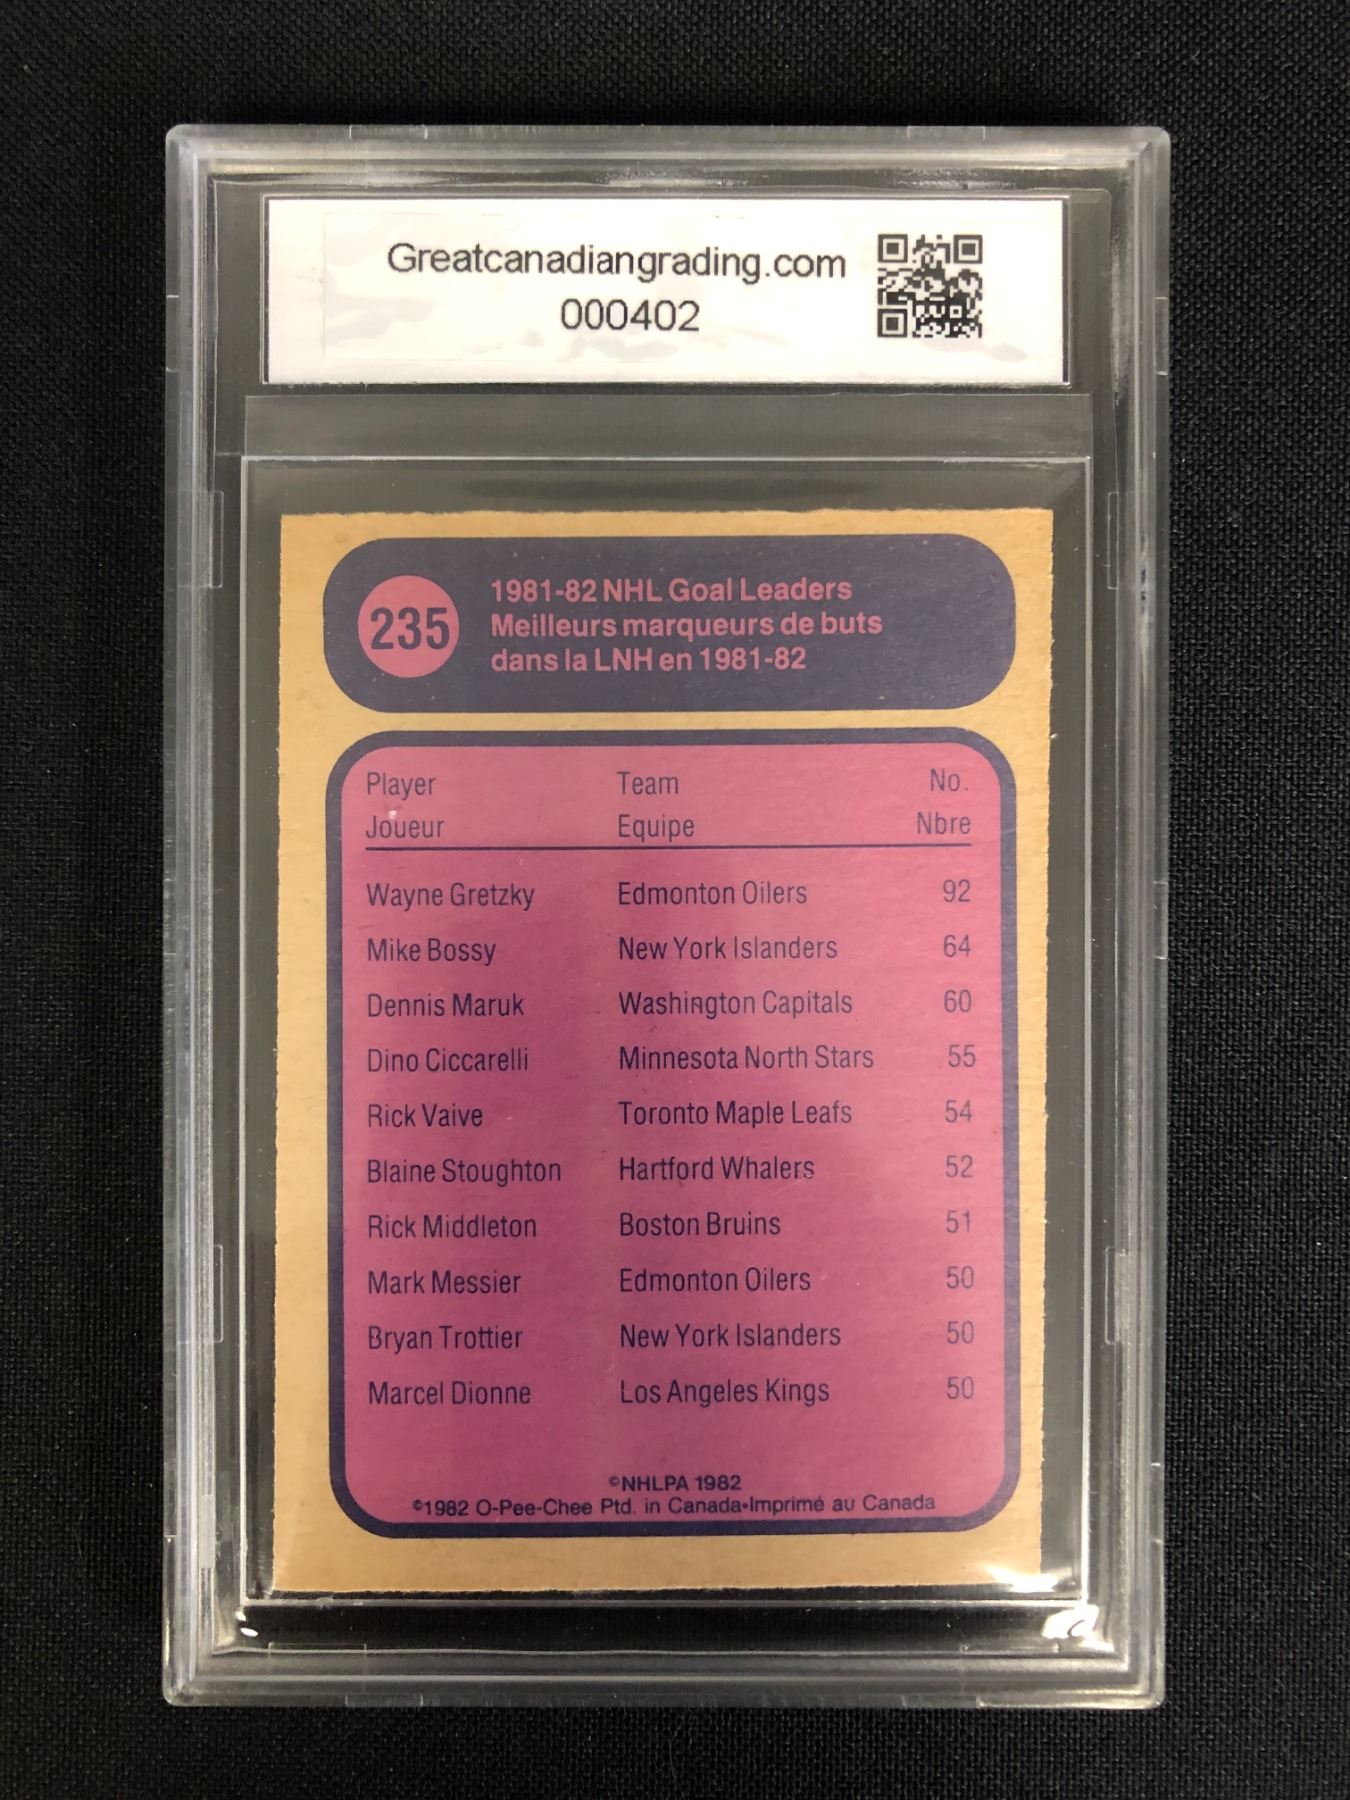 Greatcanadiangrading.com
000402
235
1981-82 NHL Goal Leaders
Meilleurs marqueurs de buts
dans la LNH en 1981-82
Player Team No.
Joueur Equipe Nbre
Wayne Gretzky Edmonton Oilers 92
Mike Bossy New York Islanders 64
Dennis Maruk Washington Capitals 60
Dino Ciccarelli Minnesota North Stars 55
Rick Vaive Toronto Maple Leafs 54
Blaine Stoughton Hartford Whalers 52
Rick Middleton Boston Bruins 51
Mark Messier Edmonton Oilers 50
Bryan Trottier New York Islanders 50
Marcel Dionne Los Angeles Kings 50
©NHLPA 1982
©1982 O-Pee-Chee Ptd. in Canada•Imprimé au Canada